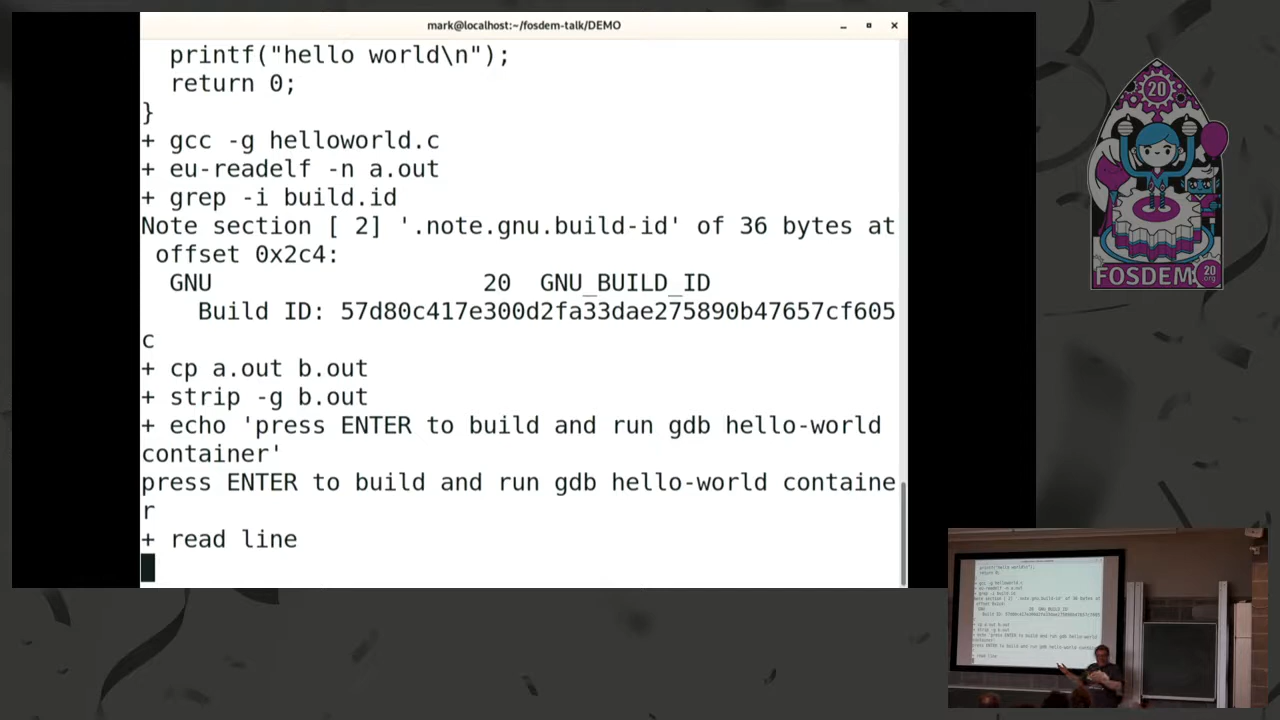 mark@localhost:~/fosdem-talk/DEMO
printf("hello world\n");
return 0;
}
+ gcc -g helloworld.c
+ eu-readelf -n a.out
+ grep -i build.id
Note section [ 2] '.note.gnu.build-id' of 36 bytes at
offset 0x2c4:
GNU 20 GNU_BUILD_ID
Build ID: 57d80c417e300d2fa33dae275890b47657cf605
c
+ cp a.out b.out
+ strip -g b.out
+ echo 'press ENTER to build and run gdb hello-world
container'
press ENTER to build and run gdb hello-world containe
r
+ read line
20
FOSDEM 20
.org